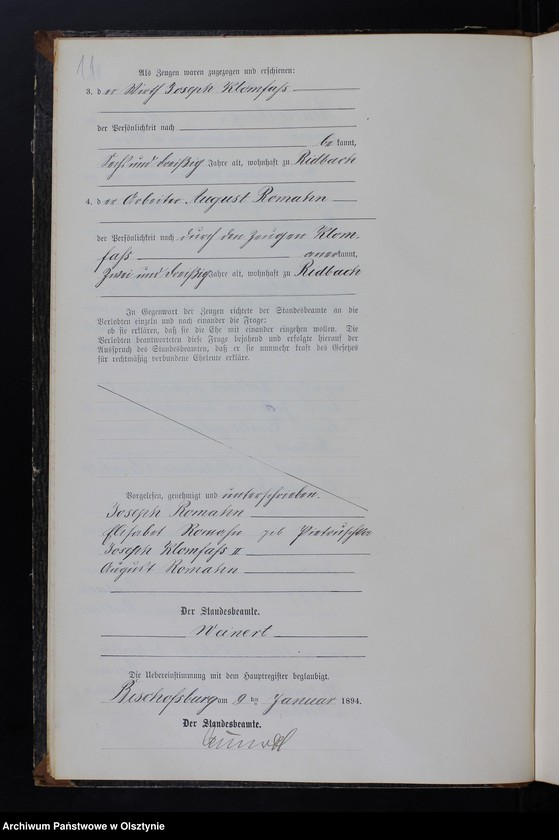 11
Als Zeugen waren zugezogen und erschienen:
3. der Wirt Joseph Klomfaß
der Persönlichkeit nach
be kannt,
Sechs und dreißig Jahre alt, wohnhaft zu Ridbach
4. der Arbeiter August Romahn
der Persönlichkeit nach durch den Zeugen Klom-
faß anerkannt,
Zwei und dreißig Jahre alt, wohnhaft zu Ridbach
In Gegenwart der Zeugen richtete der Standesbeamte an die
Verlobten einzeln und nach einander die Frage:
ob sie erklären, daß sie die Ehe mit einander eingehen wollen. Die
Verlobten beantworteten diese Frage bejahend und erfolgte hierauf der
Ausspruch des Standesbeamten, daß er sie nunmehr kraft des Gesetzes
für rechtmäßig verbundene Eheleute erkläre.
Vorgelesen, genehmigt und unterschrieben.
Joseph Romahn
Elisabet Romahn geb
Joseph Klomfaß II
August Romahn
Der Standesbeamte.
Weinert
Die Uebereinstimmung mit dem Hauptregister beglaubigt.
Bischofsburg am 9 ten Januar 1894.
Der Standesbeamte.
Archiwum Państwowe w Olsztynie